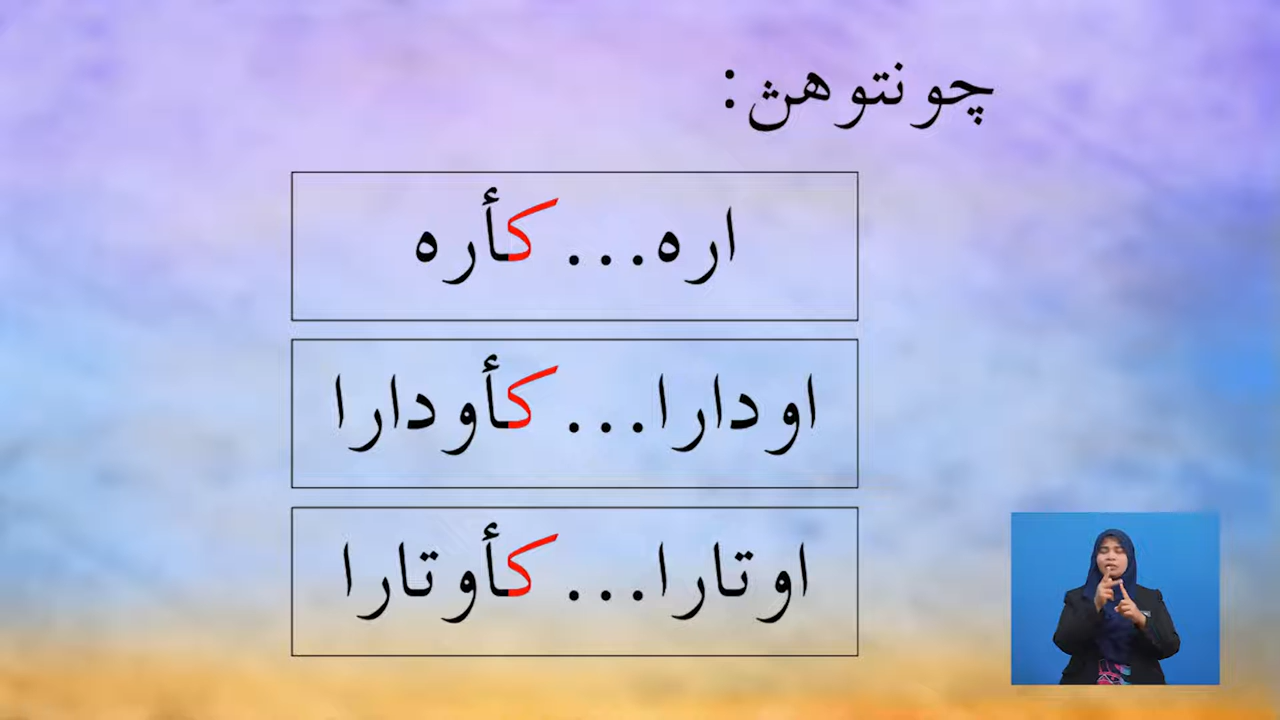 چونتوهڽ:
اره... كأره
اودارا... كأودارا
اوتارا... كأوتارا